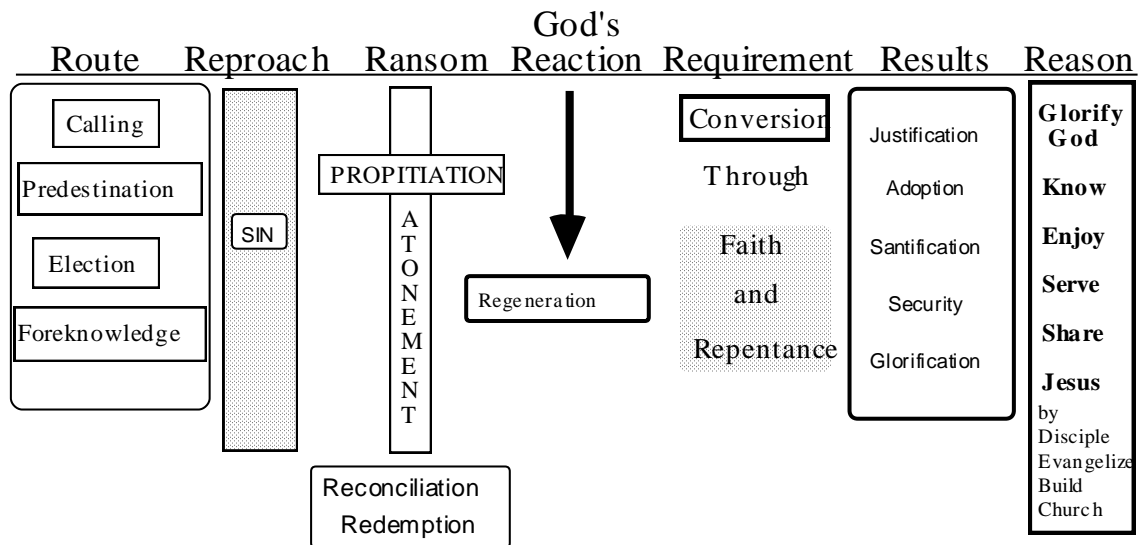 God's
Route Reproach Ransom Reaction Requirement Results Reason
Calling
Predestination
Election
Foreknowledge
SIN
PROPITIATION
ATONEMENT
Reconciliation
Redemption
Regeneration
Conversion
Through
Faith
and
Repentance
Justification
Adoption
Santification
Security
Glorification
Glorify
God
Know
Enjoy
Serve
Share
Jesus
by
Disciple
Evangelize
Build
Church